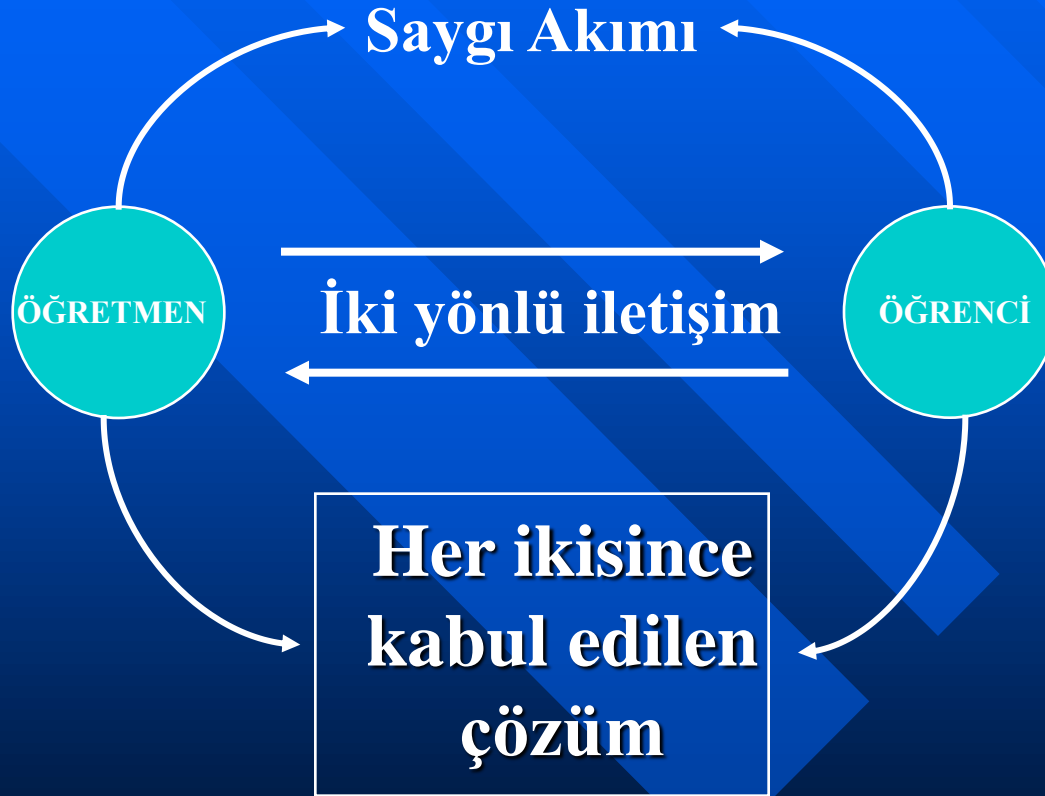 Saygı Akımı
ÖĞRETMEN
İki yönlü iletişim
ÖĞRENCİ
Her ikisince
kabul edilen
çözüm